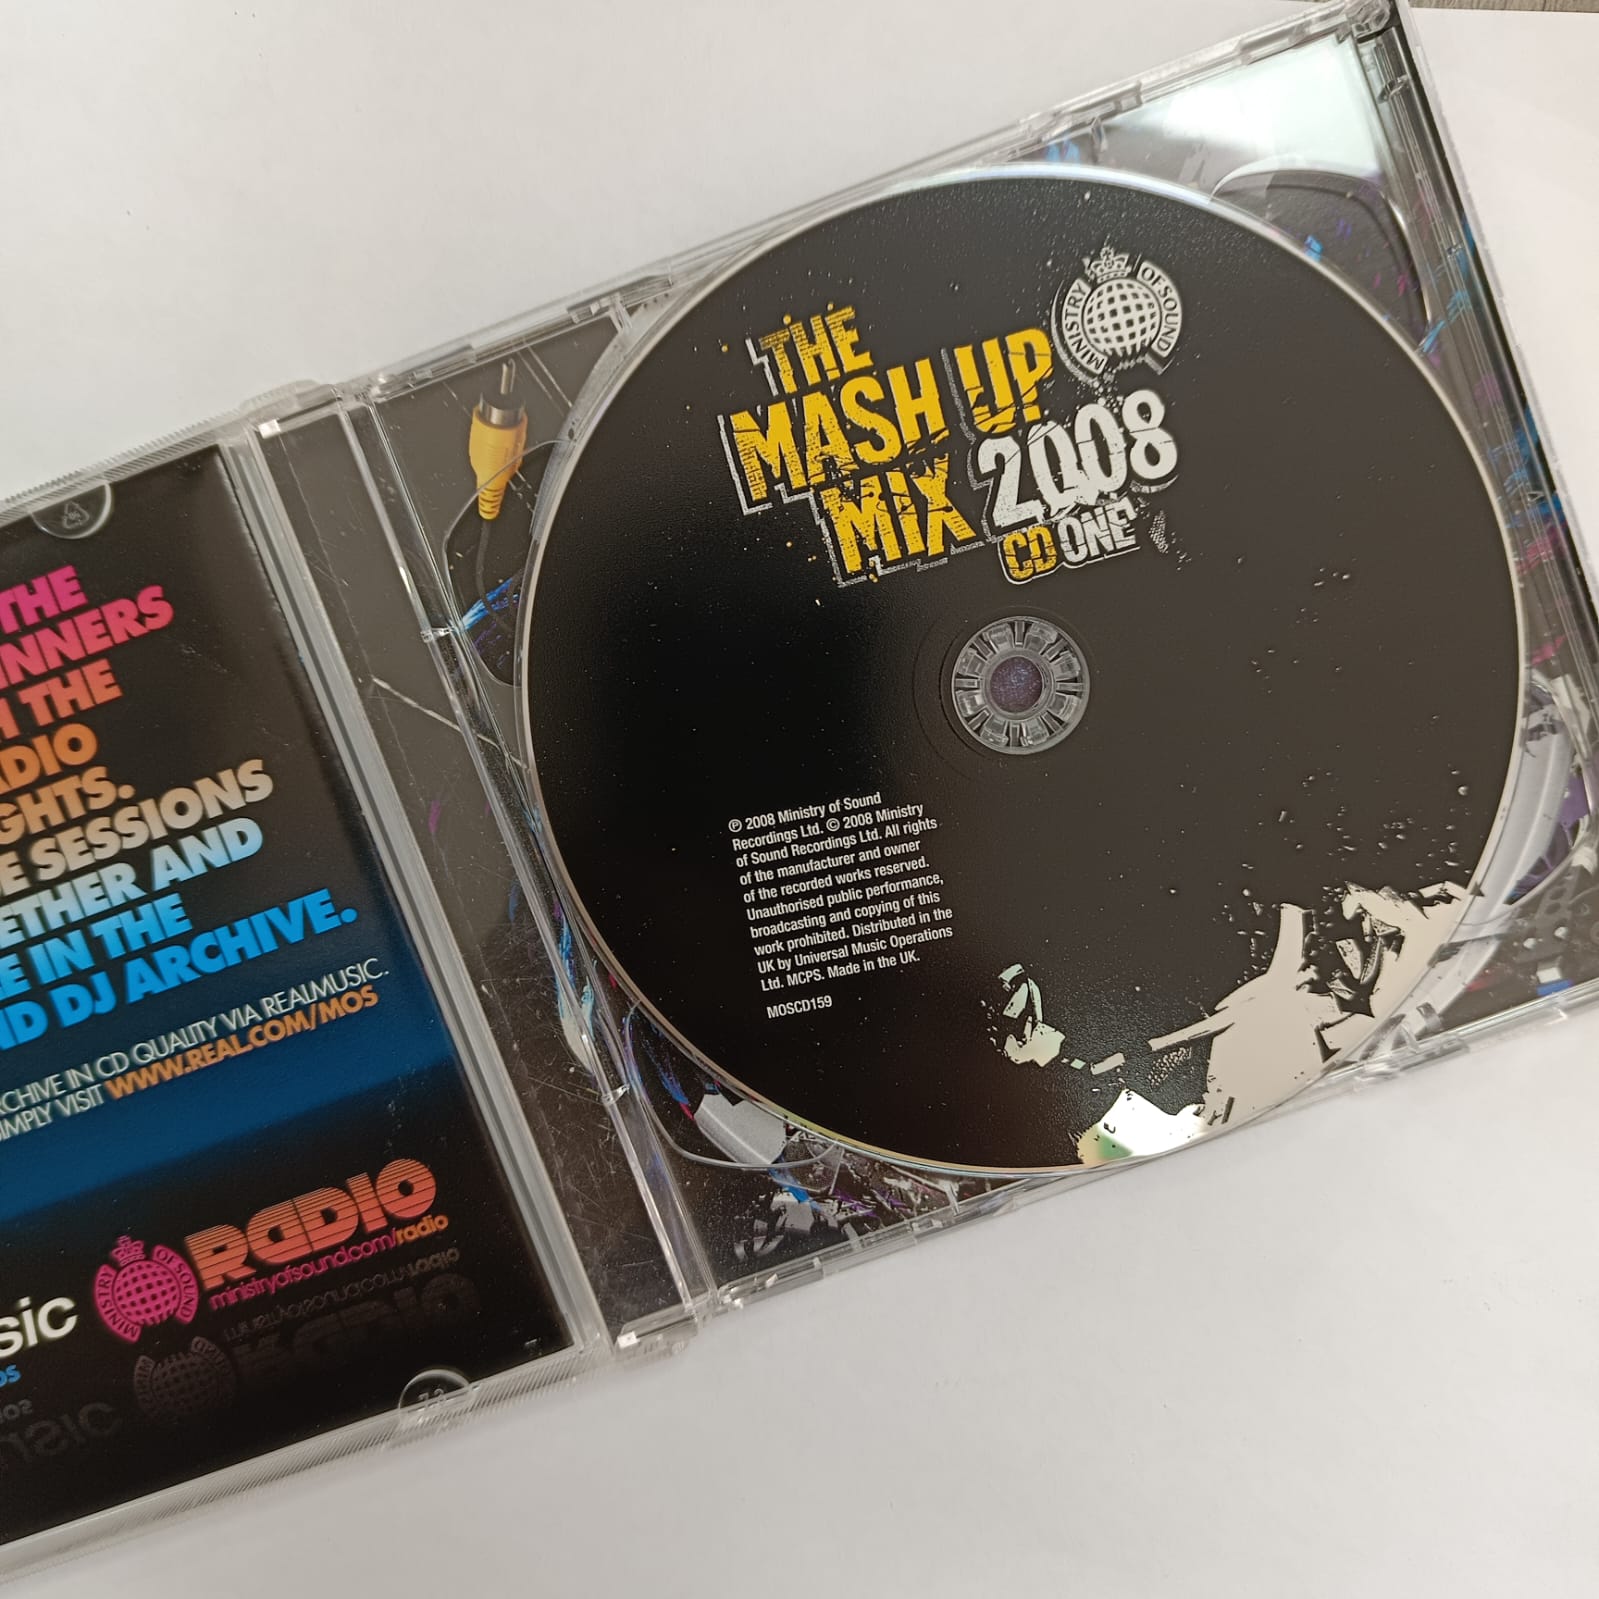 THE
INNERS
THE
ADIO
GHTS.
SESSIONS
ETHER AND
IN THE
DJ ARCHIVE.
ARCHIVE IN CD QUALITY VIA REALMUSIC.
SIMPLY VISIT WWW.REAL.COM/MOS
MINISTRY OF SOUND
RADIO
ministryofsound.com/radio
sic
THE
MASH UP
MIX 2008
CD ONE
MINISTRY OF SOUND
℗ 2008 Ministry of Sound
Recordings Ltd. © 2008 Ministry
of Sound Recordings Ltd. All rights
of the manufacturer and owner
of the recorded works reserved.
Unauthorised public performance,
broadcasting and copying of this
work prohibited. Distributed in the
UK by Universal Music Operations
Ltd. MCPS. Made in the UK.
MOSCD159